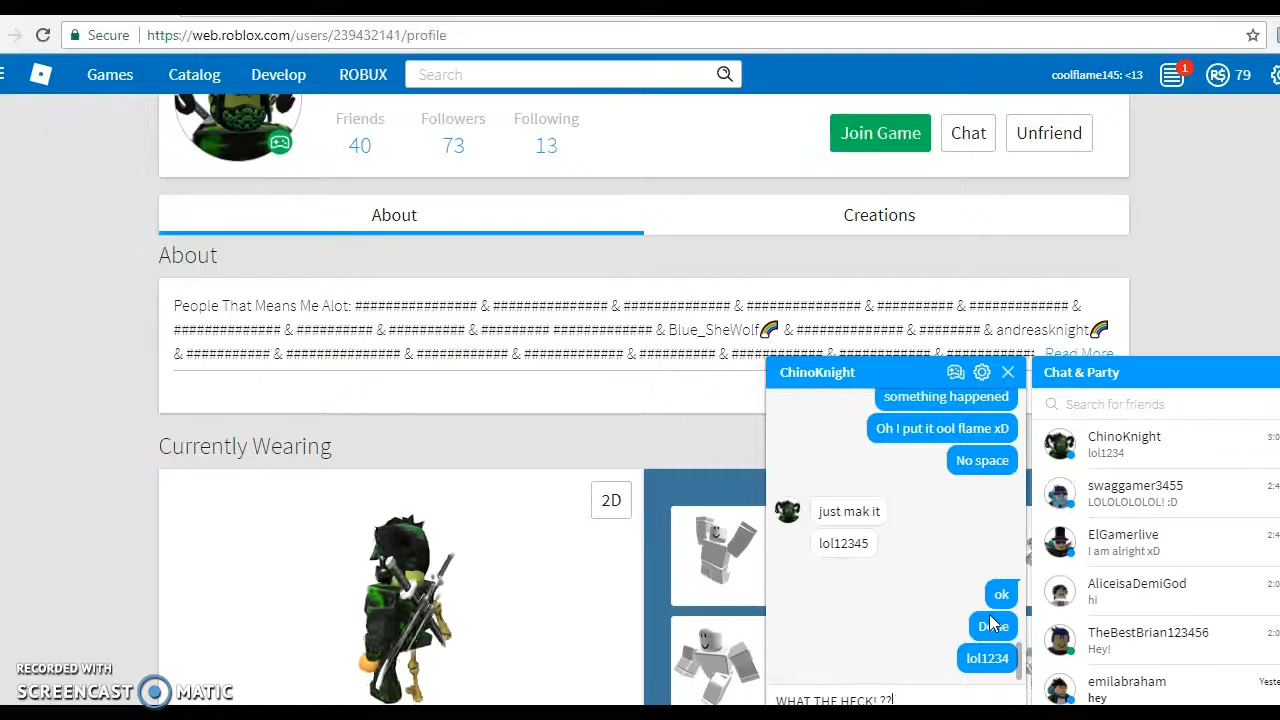 Secure https://web.roblox.com/users/239432141/profile
Games Catalog Develop ROBUX Search coolflame145: <13 1 R$ 79
Friends Followers Following
40 73 13
Join Game Chat Unfriend
About Creations
About
People That Means Me Alot: ################ & ############### & ############## & ############### & ########## & ############# &
############## & ########## & ########## & ######### ############# & Blue_SheWolf🌈 & ############## & ######## & andreasknight🌈
& ########### & ############### & ############ & ############## & ########## & ############ & ############### Read More
Currently Wearing
2D
ChinoKnight
something happened
Oh I put it ool flame xD
No space
just mak it
lol12345
ok
lol1234
WHAT THE HECK! ??
Chat & Party
Search for friends
ChinoKnight
lol1234
swaggamer3455
LOLOLOLOLOL! :D
ElGamerlive
I am alright xD
AliceisaDemiGod
hi
TheBestBrian123456
Hey!
emilabraham
hey
RECORDED WITH
SCREENCAST MATIC